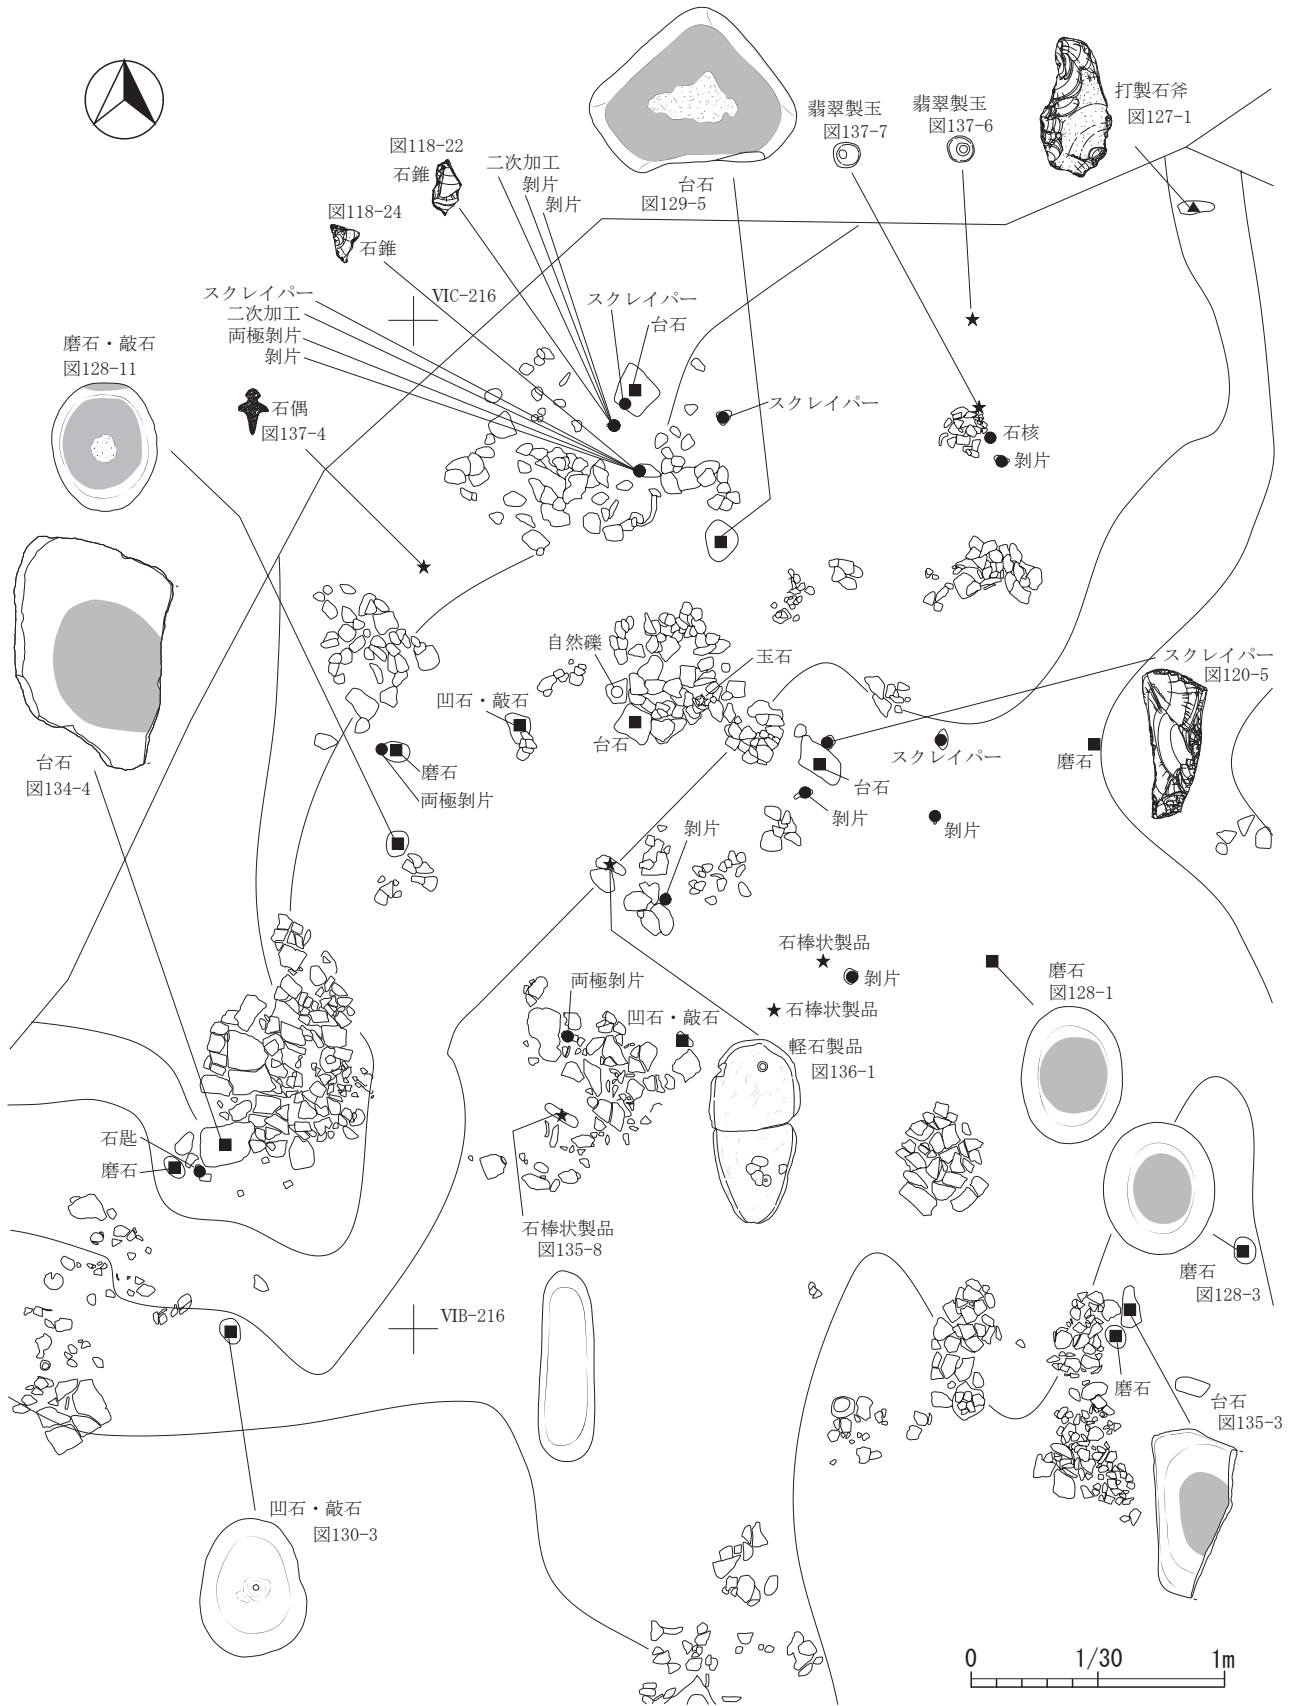 翡翠製玉
図137-7
翡翠製玉
図137-6
打製石斧
図127-1
図118-22
石錐
二次加工
剝片
剝片
台石
図129-5
図118-24
石錐
スクレイパー
二次加工
両極剝片
剝片
VIC-216
スクレイパー
台石
磨石・敲石
図128-11
石偶
図137-4
スクレイパー
石核
剝片
自然礫
玉石
スクレイパー
図120-5
凹石・敲石
台石
台石
図134-4
磨石
両極剝片
スクレイパー
磨石
台石
剝片
剝片
剝片
石棒状製品
剝片
両極剝片
石棒状製品
凹石・敲石
軽石製品
図136-1
磨石
図128-1
石匙
磨石
石棒状製品
図135-8
磨石
図128-3
VIB-216
磨石
台石
図135-3
凹石・敲石
図130-3
0 1/30 1m